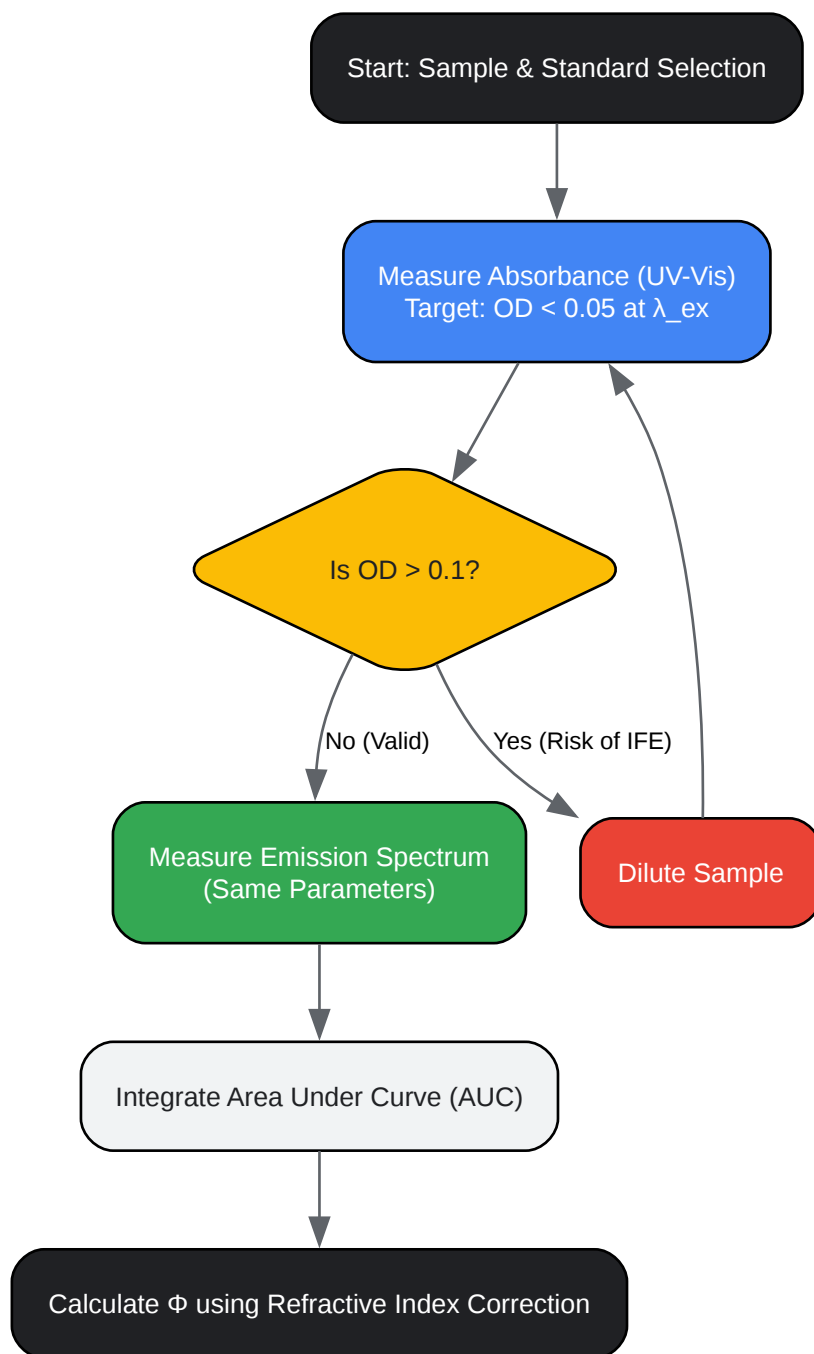 Start: Sample & Standard Selection
Measure Absorbance (UV-Vis)
Target: OD < 0.05 at λ_ex
Is OD > 0.1?
No (Valid)
Yes (Risk of IFE)
Measure Emission Spectrum
(Same Parameters)
Dilute Sample
Integrate Area Under Curve (AUC)
Calculate Φ using Refractive Index Correction